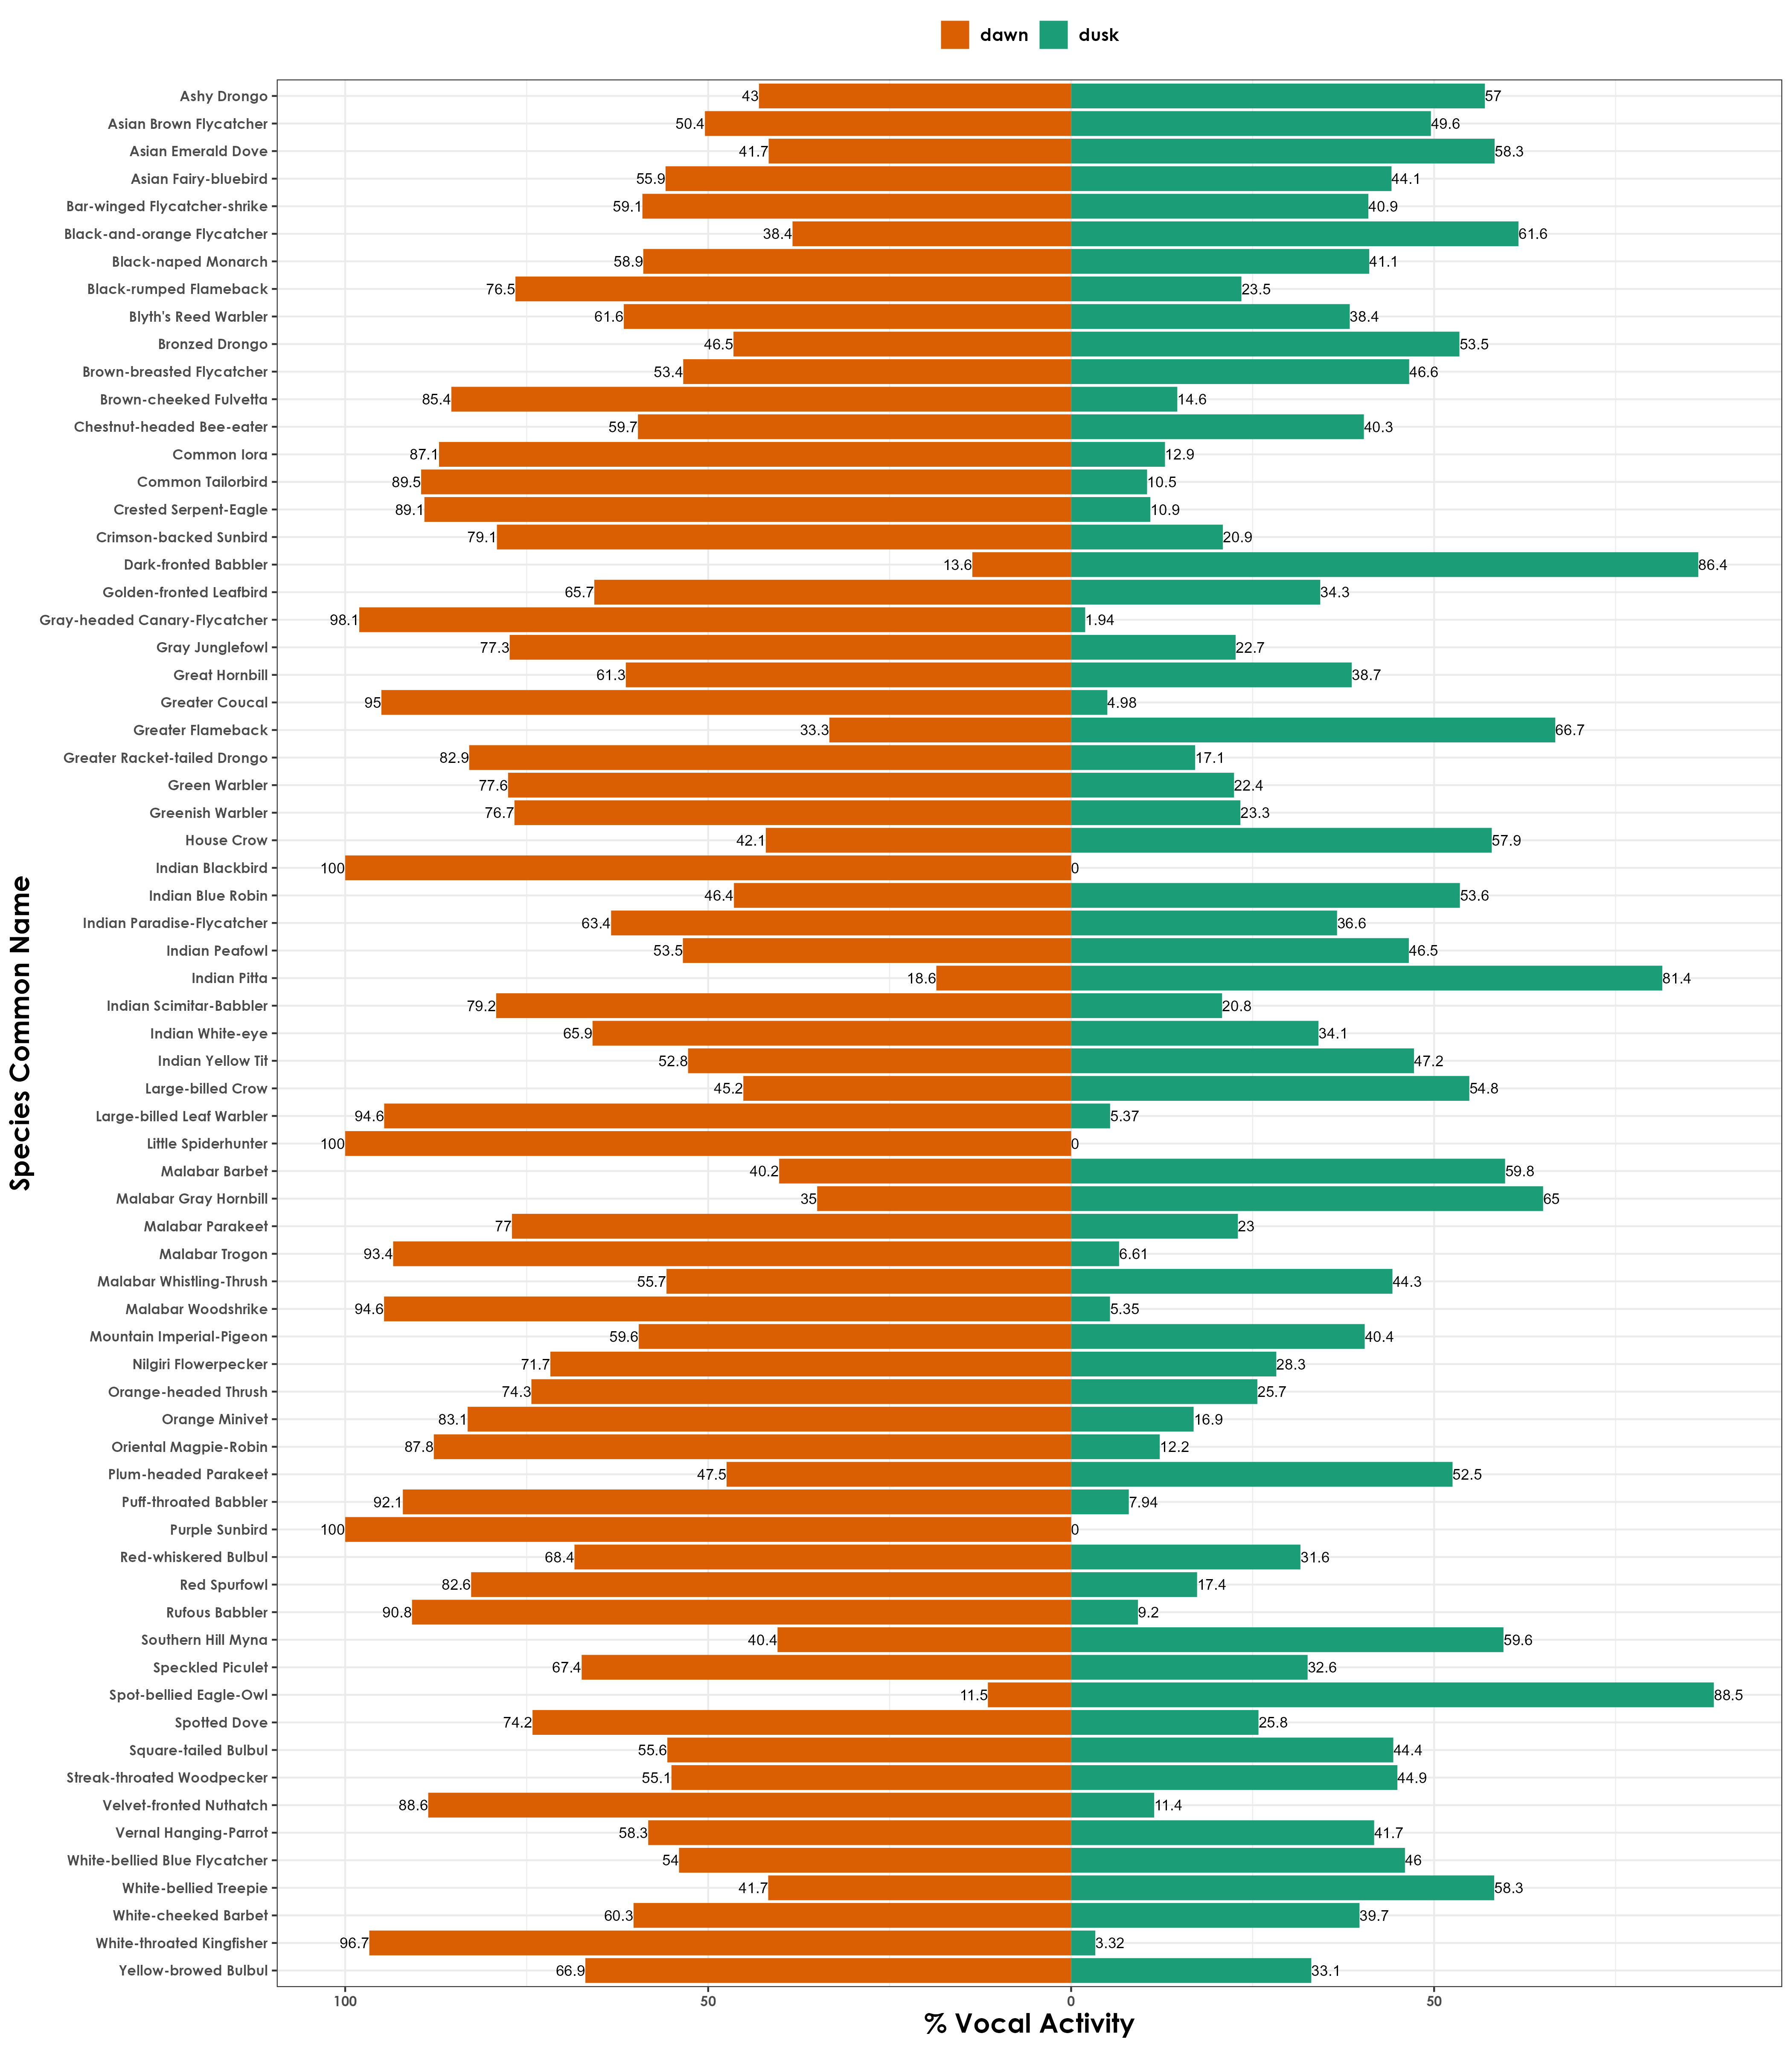 dawn dusk
Ashy Drongo 43 57
Asian Brown Flycatcher 50.4 49.6
Asian Emerald Dove 41.7 58.3
Asian Fairy-bluebird 55.9 44.1
Bar-winged Flycatcher-shrike 59.1 40.9
Black-and-orange Flycatcher 38.4 61.6
Black-naped Monarch 58.9 41.1
Black-rumped Flameback 76.5 23.5
Blyth's Reed Warbler 61.6 38.4
Bronzed Drongo 46.5 53.5
Brown-breasted Flycatcher 53.4 46.6
Brown-cheeked Fulvetta 85.4 14.6
Chestnut-headed Bee-eater 59.7 40.3
Common Iora 87.1 12.9
Common Tailorbird 89.5 10.5
Crested Serpent-Eagle 89.1 10.9
Crimson-backed Sunbird 79.1 20.9
Dark-fronted Babbler 13.6 86.4
Golden-fronted Leafbird 65.7 34.3
Gray-headed Canary-Flycatcher 98.1 1.94
Gray Junglefowl 77.3 22.7
Great Hornbill 61.3 38.7
Greater Coucal 95 4.98
Greater Flameback 33.3 66.7
Greater Racket-tailed Drongo 82.9 17.1
Green Warbler 77.6 22.4
Greenish Warbler 76.7 23.3
House Crow 42.1 57.9
Indian Blackbird 100 0
Indian Blue Robin 46.4 53.6
Indian Paradise-Flycatcher 63.4 36.6
Indian Peafowl 53.5 46.5
Indian Pitta 18.6 81.4
Indian Scimitar-Babbler 79.2 20.8
Indian White-eye 65.9 34.1
Indian Yellow Tit 52.8 47.2
Large-billed Crow 45.2 54.8
Large-billed Leaf Warbler 94.6 5.37
Little Spiderhunter 100 0
Malabar Barbet 40.2 59.8
Malabar Gray Hornbill 35 65
Malabar Parakeet 77 23
Malabar Trogon 93.4 6.61
Malabar Whistling-Thrush 55.7 44.3
Malabar Woodshrike 94.6 5.35
Mountain Imperial-Pigeon 59.6 40.4
Nilgiri Flowerpecker 71.7 28.3
Orange-headed Thrush 74.3 25.7
Orange Minivet 83.1 16.9
Oriental Magpie-Robin 87.8 12.2
Plum-headed Parakeet 47.5 52.5
Puff-throated Babbler 92.1 7.94
Purple Sunbird 100 0
Red-whiskered Bulbul 68.4 31.6
Red Spurfowl 82.6 17.4
Rufous Babbler 90.8 9.2
Southern Hill Myna 40.4 59.6
Speckled Piculet 67.4 32.6
Spot-bellied Eagle-Owl 11.5 88.5
Spotted Dove 74.2 25.8
Square-tailed Bulbul 55.6 44.4
Streak-throated Woodpecker 55.1 44.9
Velvet-fronted Nuthatch 88.6 11.4
Vernal Hanging-Parrot 58.3 41.7
White-bellied Blue Flycatcher 54 46
White-bellied Treepie 41.7 58.3
White-cheeked Barbet 60.3 39.7
White-throated Kingfisher 96.7 3.32
Yellow-browed Bulbul 66.9 33.1
100 50 0 50
% Vocal Activity
Species Common Name